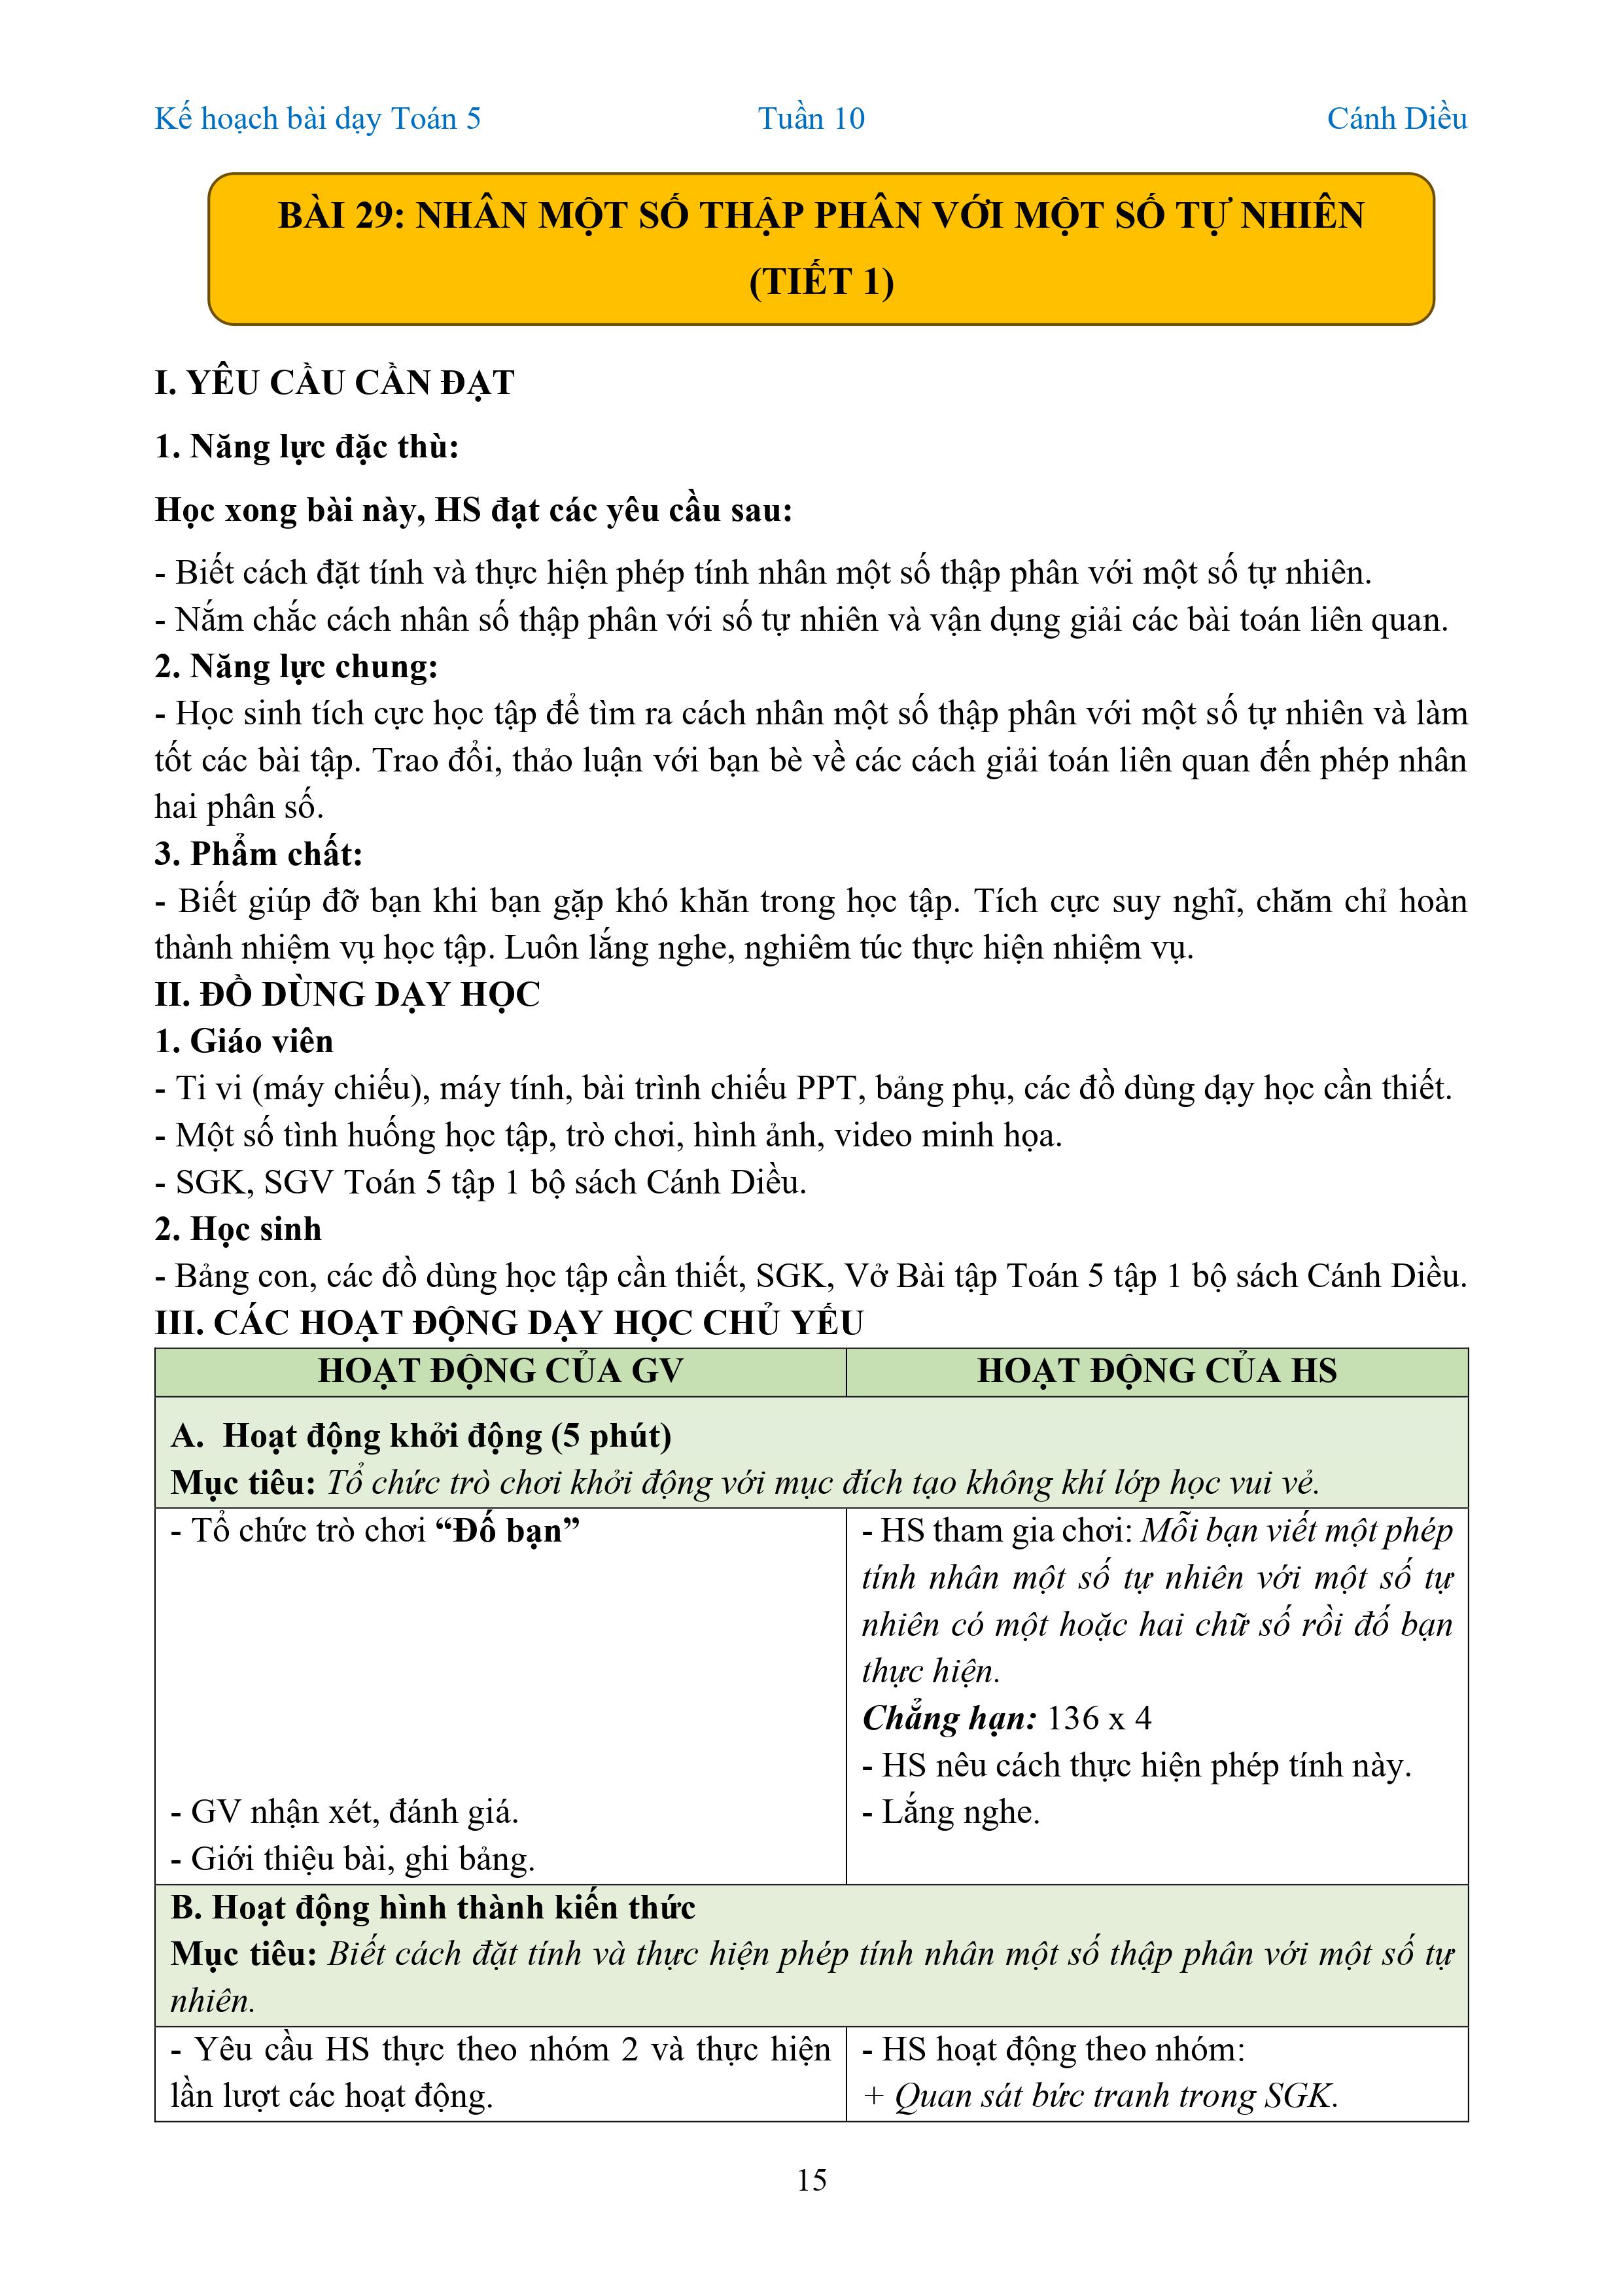 Kế hoạch bài dạy Toán 5 Tuần 10 Cánh Diều
BÀI 29: NHÂN MỘT SỐ THẬP PHÂN VỚI MỘT SỐ TỰ NHIÊN
(TIẾT 1)
I. YÊU CẦU CẦN ĐẠT
1. Năng lực đặc thù:
Học xong bài này, HS đạt các yêu cầu sau:
- Biết cách đặt tính và thực hiện phép tính nhân một số thập phân với một số tự nhiên.
- Nắm chắc cách nhân số thập phân với số tự nhiên và vận dụng giải các bài toán liên quan.
2. Năng lực chung:
- Học sinh tích cực học tập để tìm ra cách nhân một số thập phân với một số tự nhiên và làm
tốt các bài tập. Trao đổi, thảo luận với bạn bè về các cách giải toán liên quan đến phép nhân
hai phân số.
3. Phẩm chất:
- Biết giúp đỡ bạn khi bạn gặp khó khăn trong học tập. Tích cực suy nghĩ, chăm chỉ hoàn
thành nhiệm vụ học tập. Luôn lắng nghe, nghiêm túc thực hiện nhiệm vụ.
II. ĐỒ DÙNG DẠY HỌC
1. Giáo viên
- Ti vi (máy chiếu), máy tính, bài trình chiếu PPT, bảng phụ, các đồ dùng dạy học cần thiết.
- Một số tình huống học tập, trò chơi, hình ảnh, video minh họa.
- SGK, SGV Toán 5 tập 1 bộ sách Cánh Diều.
2. Học sinh
- Bảng con, các đồ dùng học tập cần thiết, SGK, Vở Bài tập Toán 5 tập 1 bộ sách Cánh Diều.
III. CÁC HOẠT ĐỘNG DẠY HỌC CHỦ YẾU
HOẠT ĐỘNG CỦA GV HOẠT ĐỘNG CỦA HS
A. Hoạt động khởi động (5 phút)
Mục tiêu: Tổ chức trò chơi khởi động với mục đích tạo không khí lớp học vui vẻ.
- Tổ chức trò chơi “Đố bạn”
- GV nhận xét, đánh giá.
- Giới thiệu bài, ghi bảng.
- HS tham gia chơi: Mỗi bạn viết một phép
tính nhân một số tự nhiên với một số tự
nhiên có một hoặc hai chữ số rồi đố bạn
thực hiện.
Chẳng hạn: 136 x 4
- HS nêu cách thực hiện phép tính này.
- Lắng nghe.
B. Hoạt động hình thành kiến thức
Mục tiêu: Biết cách đặt tính và thực hiện phép tính nhân một số thập phân với một số tự
nhiên.
- Yêu cầu HS thực theo nhóm 2 và thực hiện
lần lượt các hoạt động.
- HS hoạt động theo nhóm:
+ Quan sát bức tranh trong SGK.
15